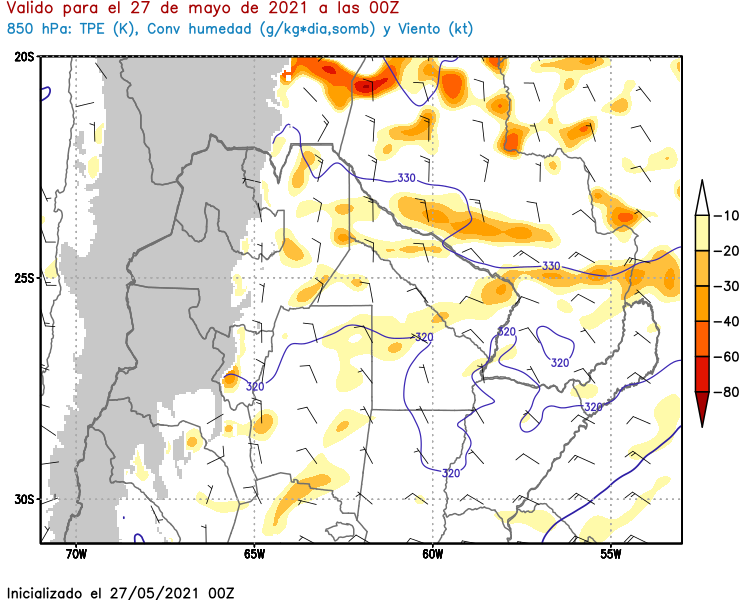 Valido para el 27 de mayo de 2021 a las 00Z
850 hPa: TPE (K), Conv humedad (g/kg*dia,somb) y Viento (kt)
20S
330
-10
-20
25S
330
-30
320
320
-40
320
-60
320
-80
320
320
30S
70W 65W 60W 55W
Inicializado el 27/05/2021 00Z